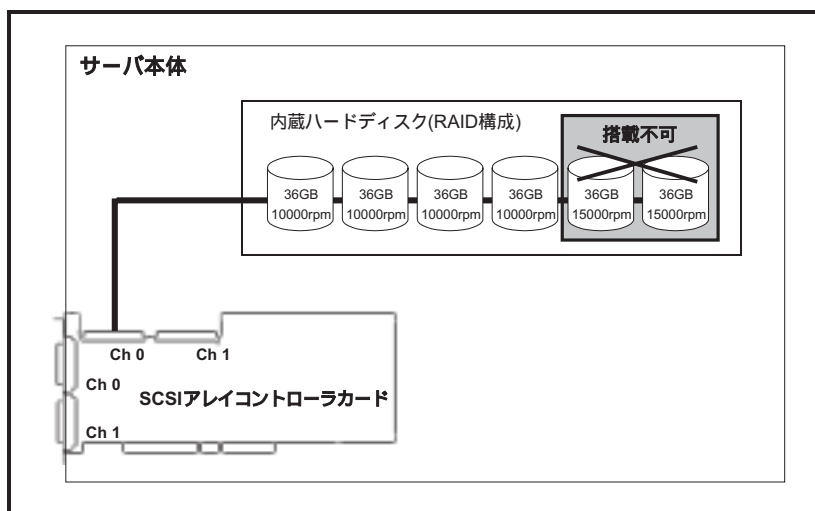 サーバ本体
内蔵ハードディスク(RAID構成)
搭載不可
36GB
10000rpm
36GB
10000rpm
36GB
10000rpm
36GB
10000rpm
36GB
15000rpm
36GB
15000rpm
Ch 0
Ch 1
Ch 0
SCSIアレイコントローラカード
Ch 1